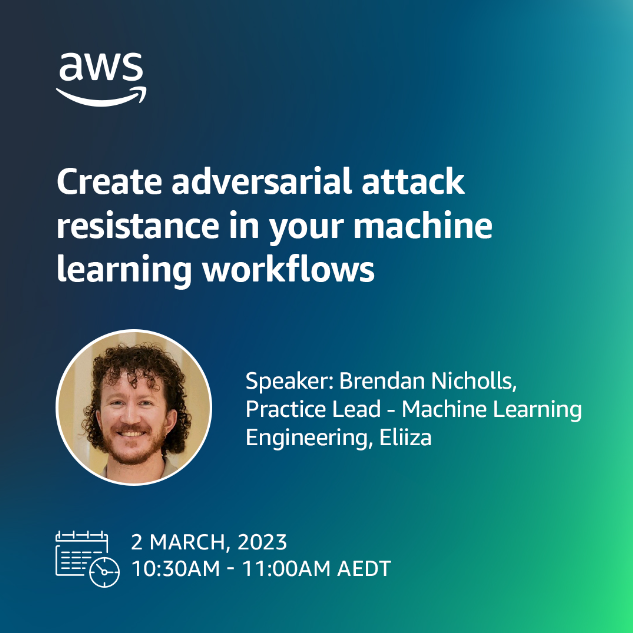 aws
Create adversarial attack
resistance in your machine
learning workflows
Speaker: Brendan Nicholls,
Practice Lead - Machine Learning
Engineering, Eliiza
2 MARCH, 2023
10:30AM - 11:00AM AEDT